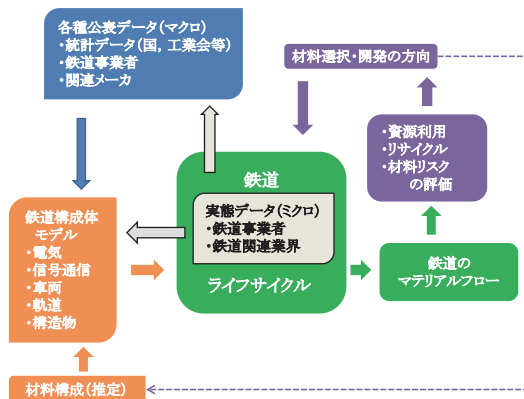 各種公表データ(マクロ)
・統計データ(国,工業会等)
・鉄道事業者
・関連メーカ
材料選択・開発の方向
・資源利用
・リサイクル
・材料リスク
の評価
鉄道
実態データ(ミクロ)
・鉄道事業者
・鉄道関連業界
ライフサイクル
鉄道構成体
モデル
・電気
・信号通信
・車両
・軌道
・構造物
鉄道の
マテリアルフロー
材料構成(推定)